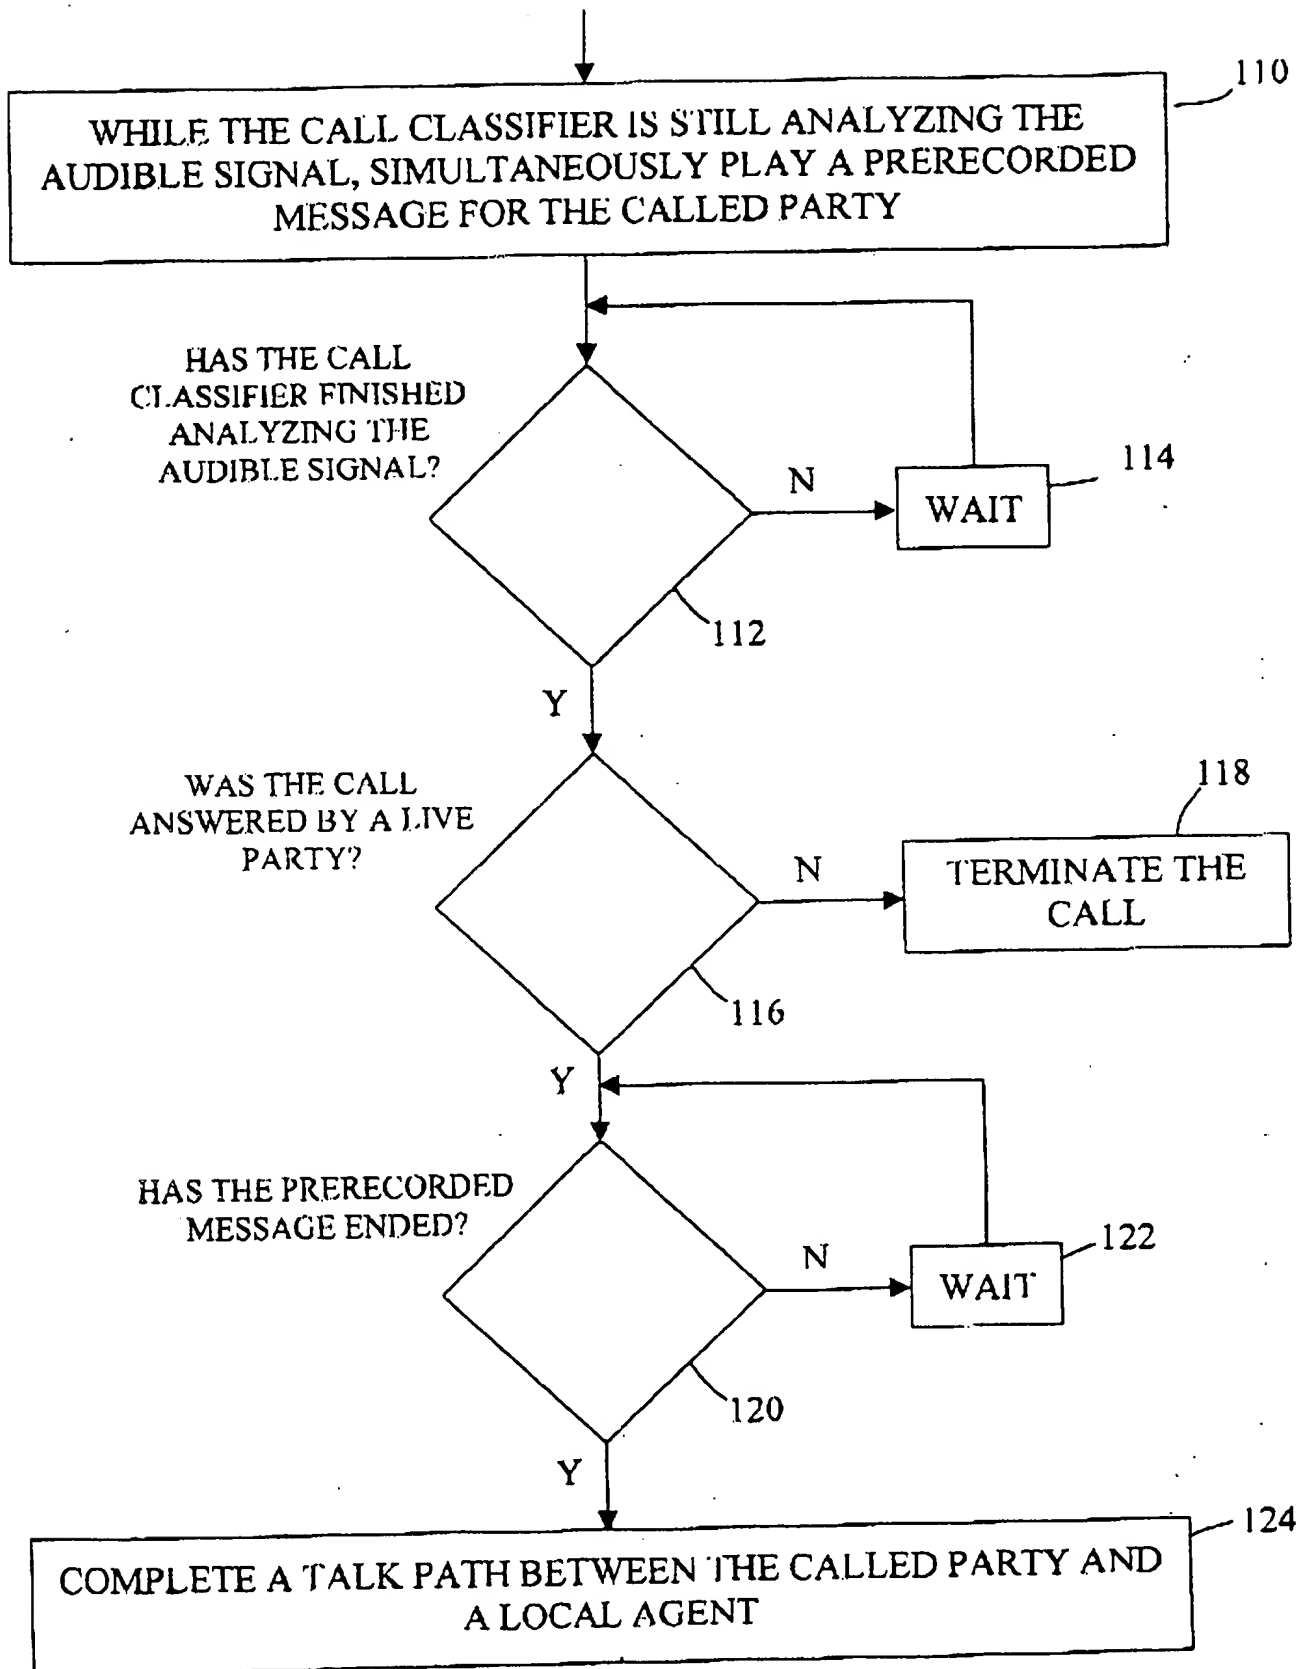 110
WHILE THE CALL CLASSIFIER IS STILL ANALYZING THE
AUDIBLE SIGNAL, SIMULTANEOUSLY PLAY A PRERECORDED
MESSAGE FOR THE CALLED PARTY
HAS THE CALL
CLASSIFIER FINISHED
ANALYZING THE
AUDIBLE SIGNAL?
N
WAIT
114
112
Y
WAS THE CALL
ANSWERED BY A LIVE
PARTY?
N
118
TERMINATE THE
CALL
116
Y
HAS THE PRERECORDED
MESSAGE ENDED?
N
WAIT
122
120
Y
124
COMPLETE A TALK PATH BETWEEN THE CALLED PARTY AND
A LOCAL AGENT